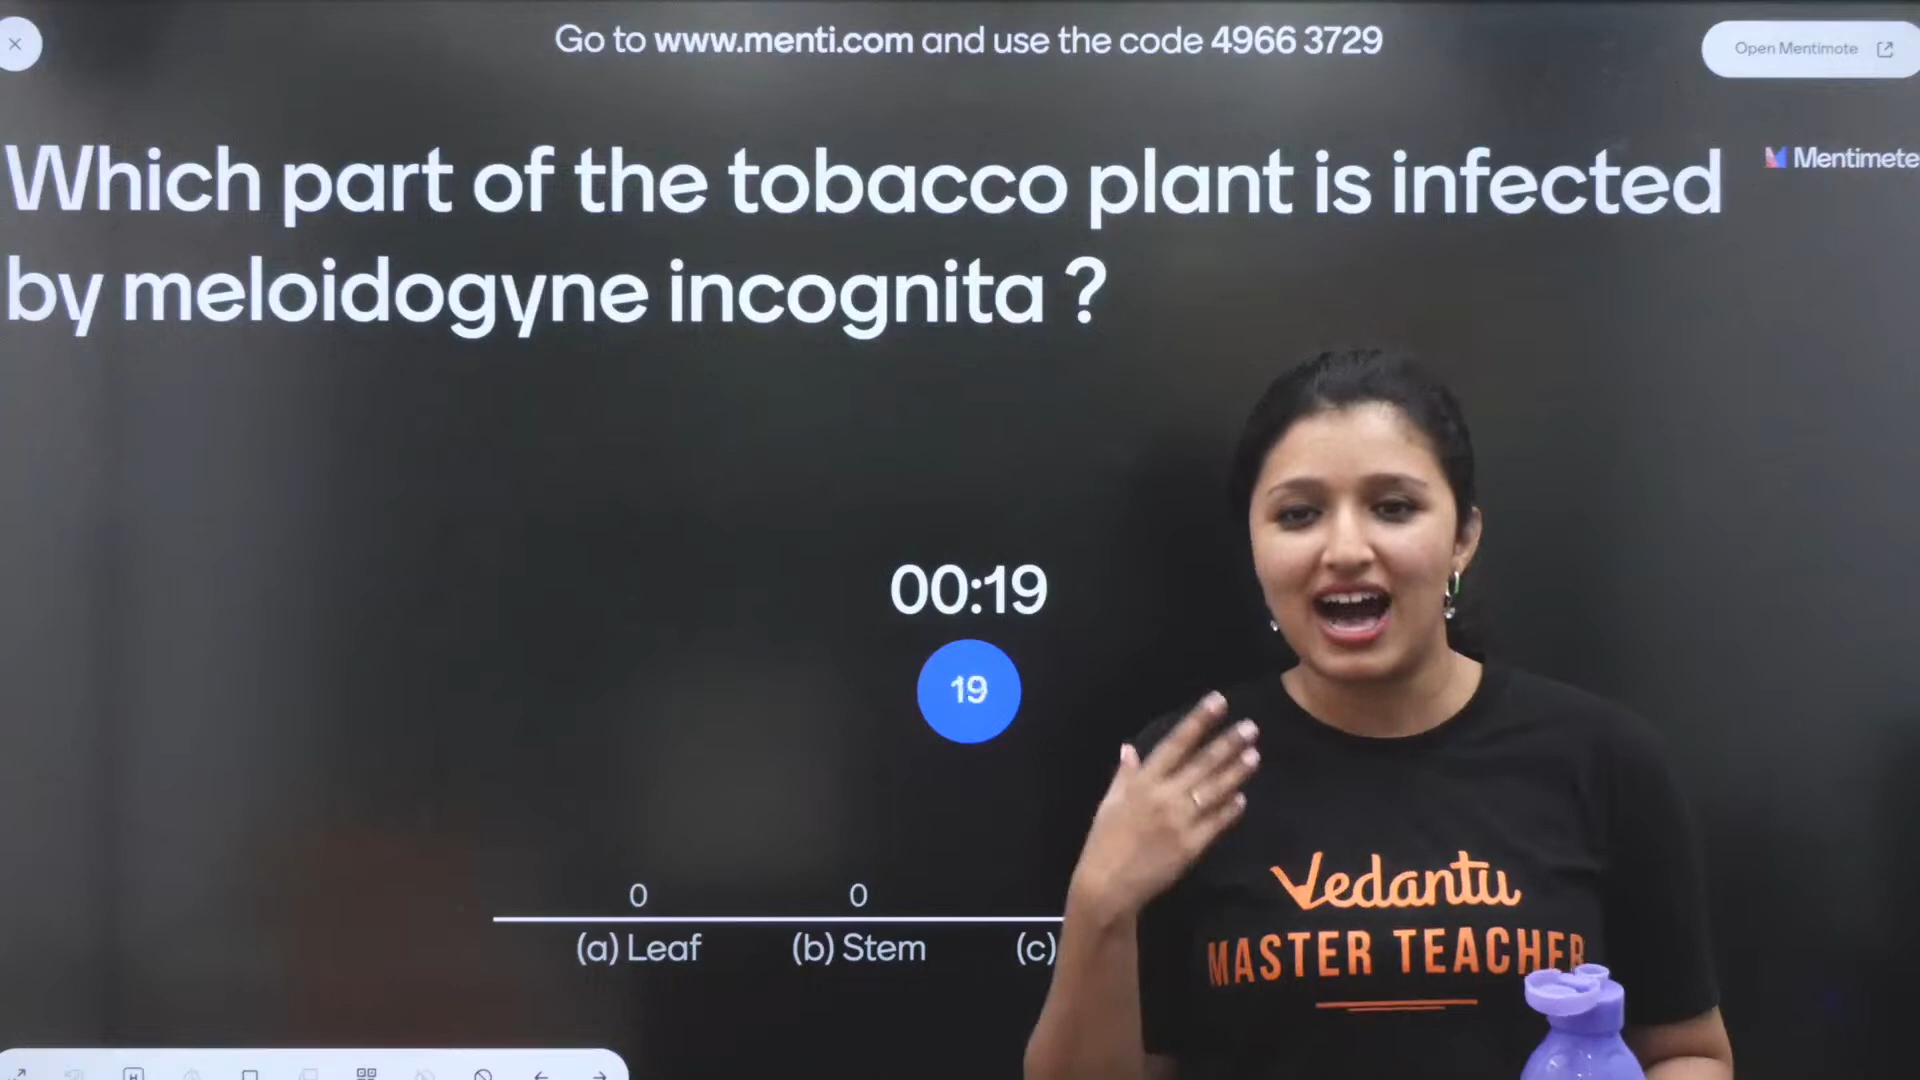 Go to www.menti.com and use the code 4966 3729
Open Mentimote
Which part of the tobacco plant is infected
by meloidogyne incognita ?
Mentimete
00:19
19
0
0
(a) Leaf
(b) Stem
(c)
Vedantu
MASTER TEACHER
H